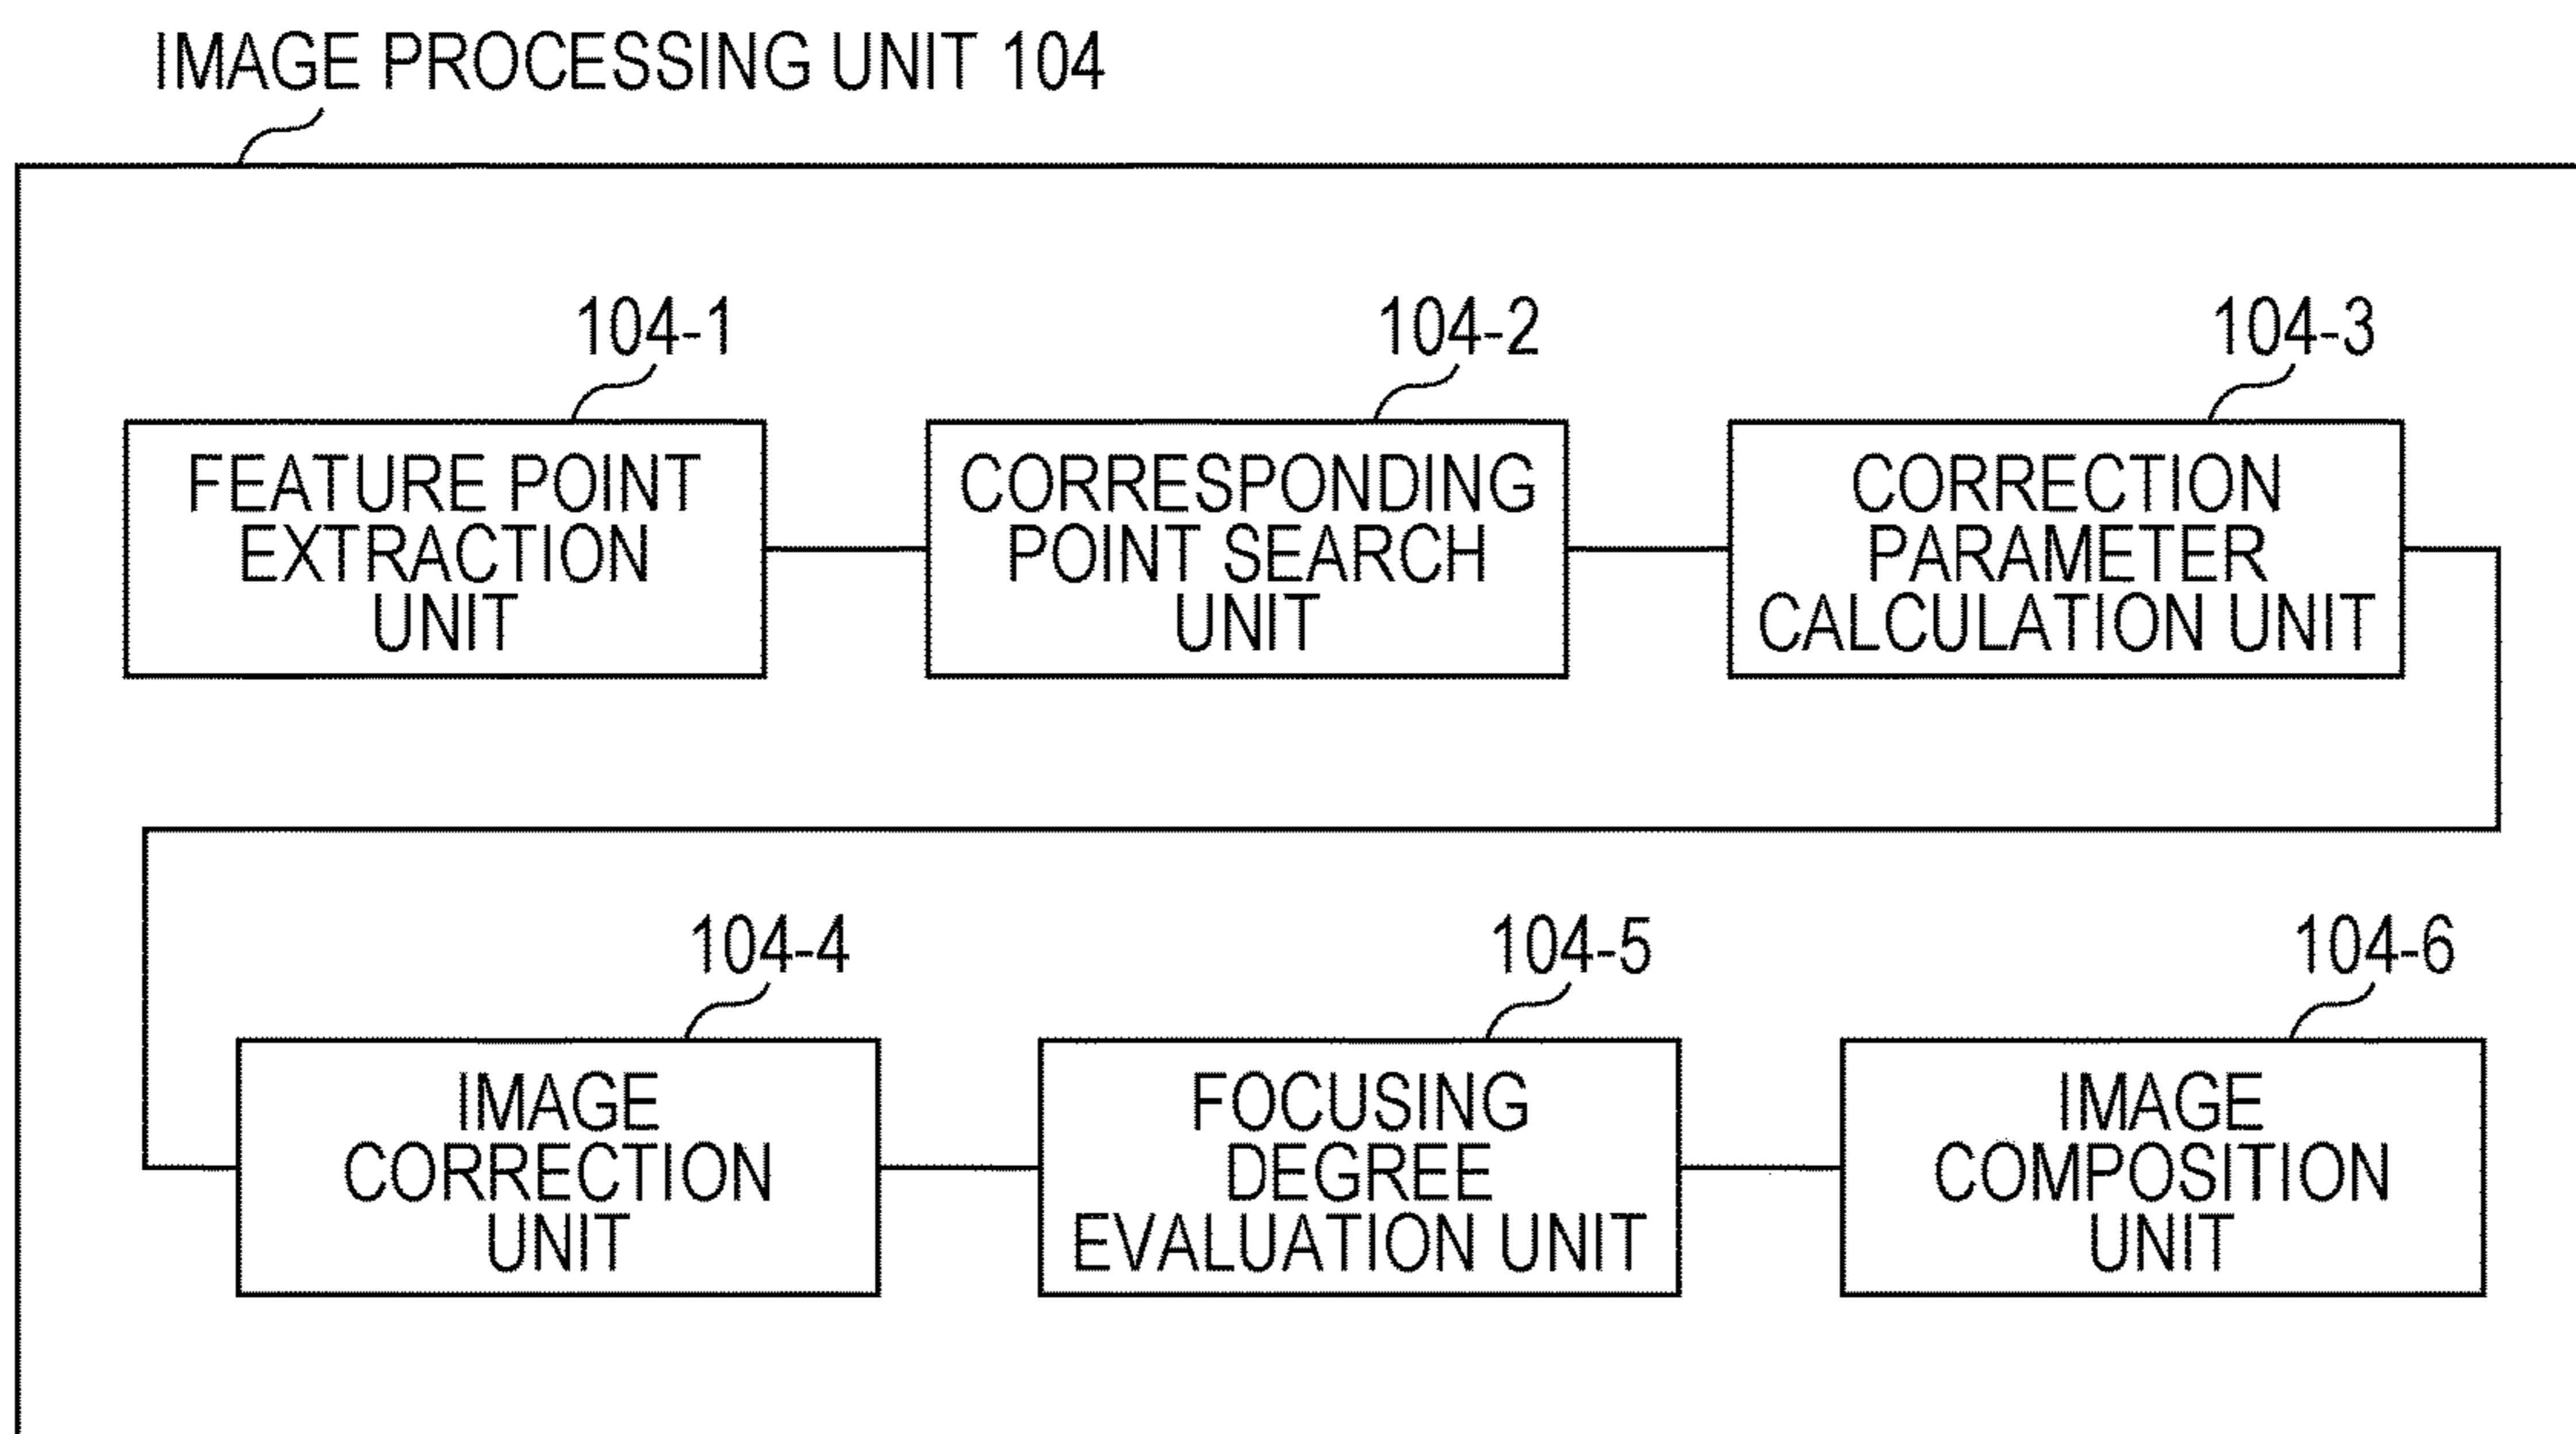 IMAGE PROCESSING UNIT 104
104-1
104-2
104-3
FEATURE POINT
EXTRACTION
UNIT
CORRESPONDING
POINT SEARCH
UNIT
CORRECTION
PARAMETER
CALCULATION UNIT
104-4
104-5
104-6
IMAGE
CORRECTION
UNIT
FOCUSING
DEGREE
EVALUATION UNIT
IMAGE
COMPOSITION
UNIT